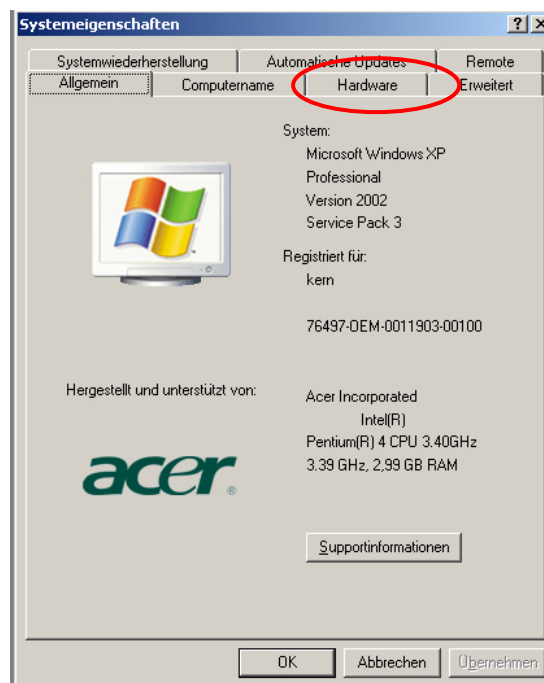 Systemeigenschaften
Systemwiederherstellung Automatische Updates Remote
Allgemein Computername Hardware Erweitert
System:
Microsoft Windows XP
Professional
Version 2002
Service Pack 3
Registriert für:
kern
76497-OEM-0011903-00100
Hergestellt und unterstützt von:
Acer Incorporated
Intel(R)
Pentium(R) 4 CPU 3.40GHz
3.39 GHz, 2,99 GB RAM
acer
Supportinformationen
OK Abbrechen Übernehmen